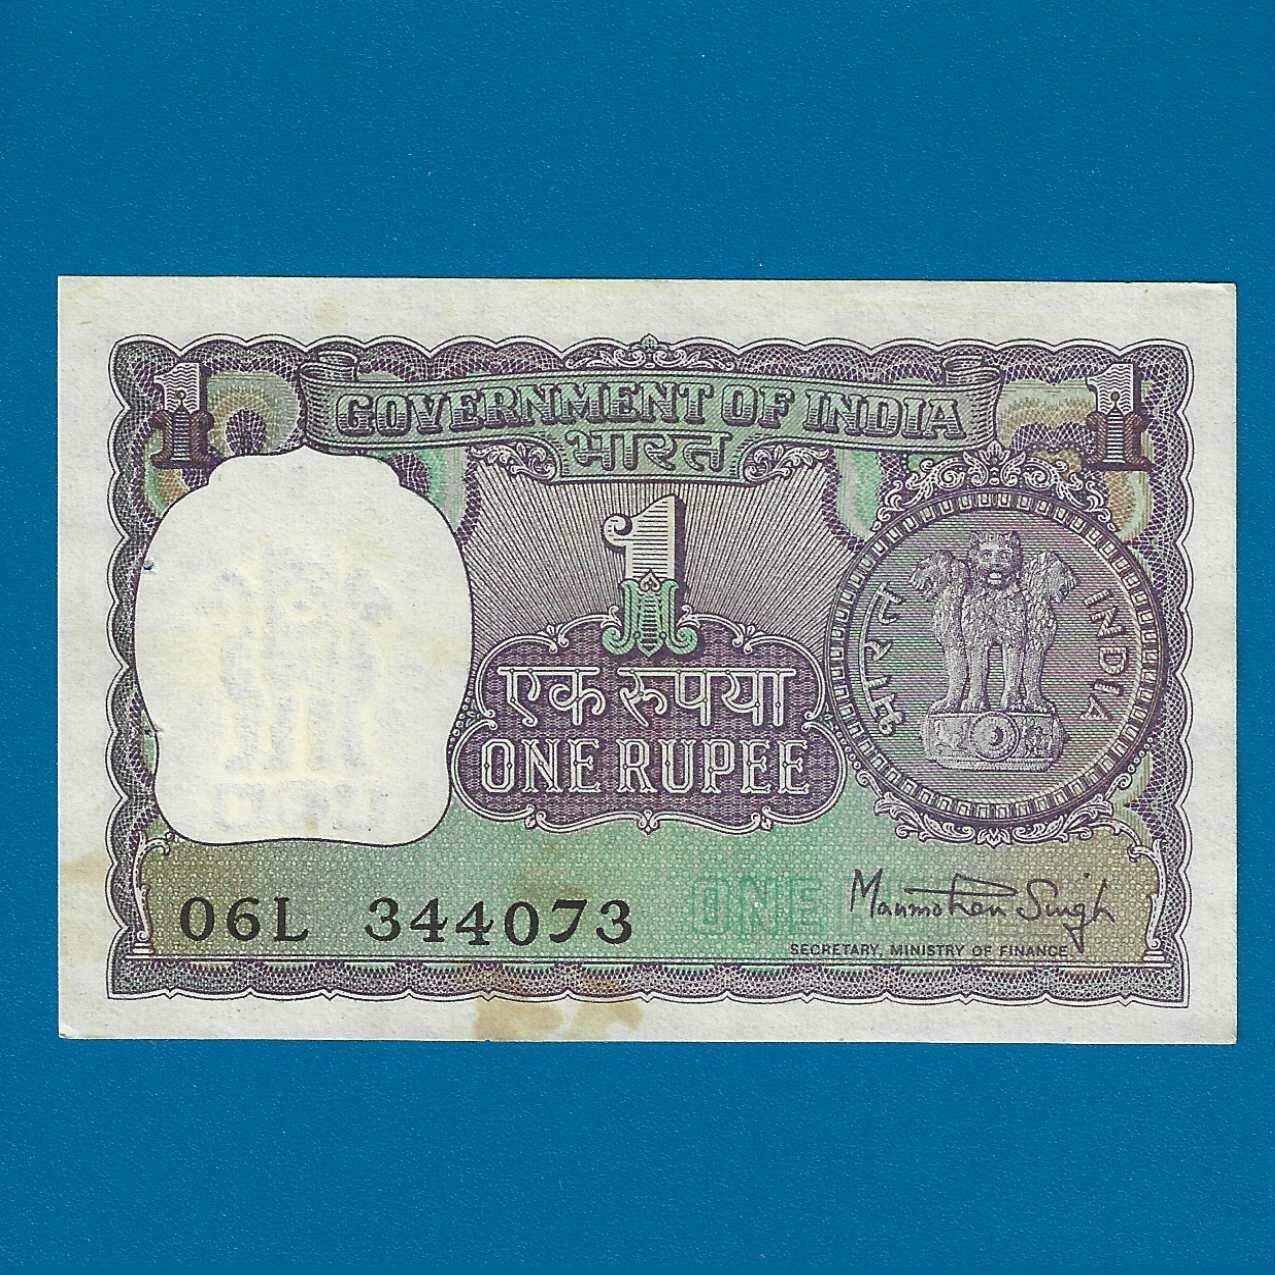 1 1
GOVERNMENT OF INDIA
भारत
1
एक रुपया
ONE RUPEE
भारत INDIA
06L 344073
ONE
Manmohan Singh
SECRETARY, MINISTRY OF FINANCE